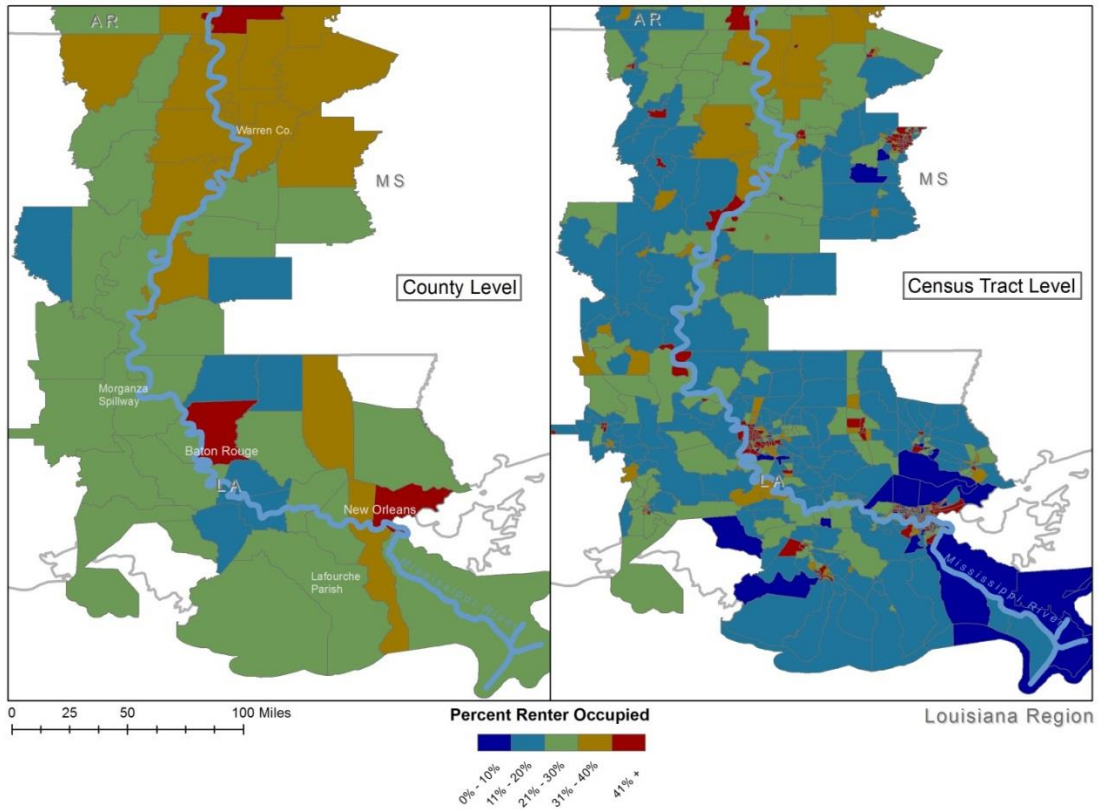 AR
Warren Co.
MS
County Level
Morganza
Spillway
Baton Rouge
LA
New Orleans
Lafourche
Parish
Mississippi River
AR
MS
Census Tract Level
LA
Mississippi River
0 25 50 100 Miles
Percent Renter Occupied
0% - 10%
11% - 20%
21% - 30%
31% - 40%
41% +
Louisiana Region